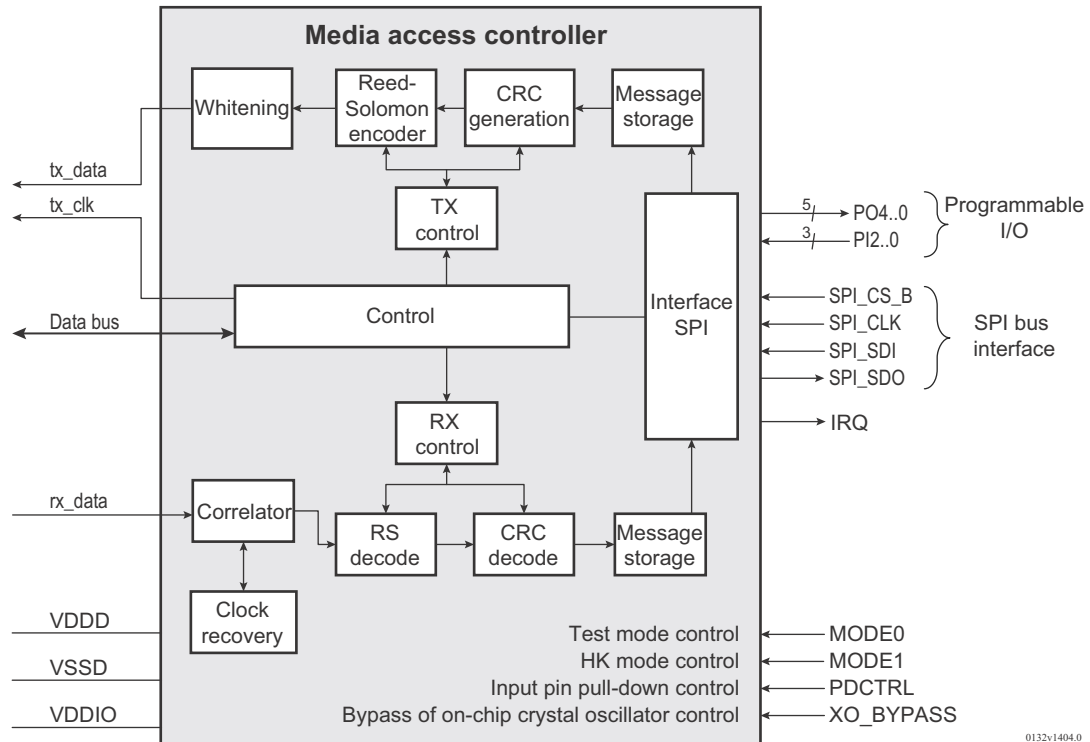 Media access controller
Whitening
Reed-
Solomon
encoder
CRC
generation
Message
storage
tx_data
tx_clk
TX
control
5
PO4..0
3
PI2..0
Programmable
I/O
Data bus
Control
Interface
SPI
SPI_CS_B
SPI_CLK
SPI_SDI
SPI_SDO
SPI bus
interface
IRQ
RX
control
rx_data
Correlator
RS
decode
CRC
decode
Message
storage
Clock
recovery
VDDD
VSSD
VDDIO
Test mode control
MODE0
HK mode control
MODE1
Input pin pull-down control
PDCTRL
Bypass of on-chip crystal oscillator control
XO_BYPASS
0132v1404.0